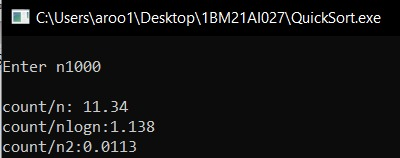 C:\Users\aroo1\Desktop\1BM21AI027\QuickSort.exe
Enter n1000
count/n: 11.34
count/nlogn:1.138
count/n2:0.0113